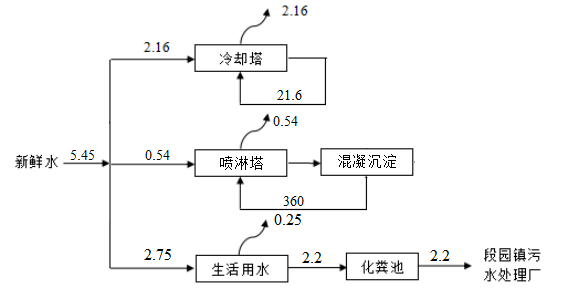 2.16
2.16
冷却塔
21.6
0.54
新鲜水
5.45
0.54
喷淋塔
混凝沉淀
360
0.25
2.75
生活用水
2.2
化粪池
2.2
段园镇污
水处理厂